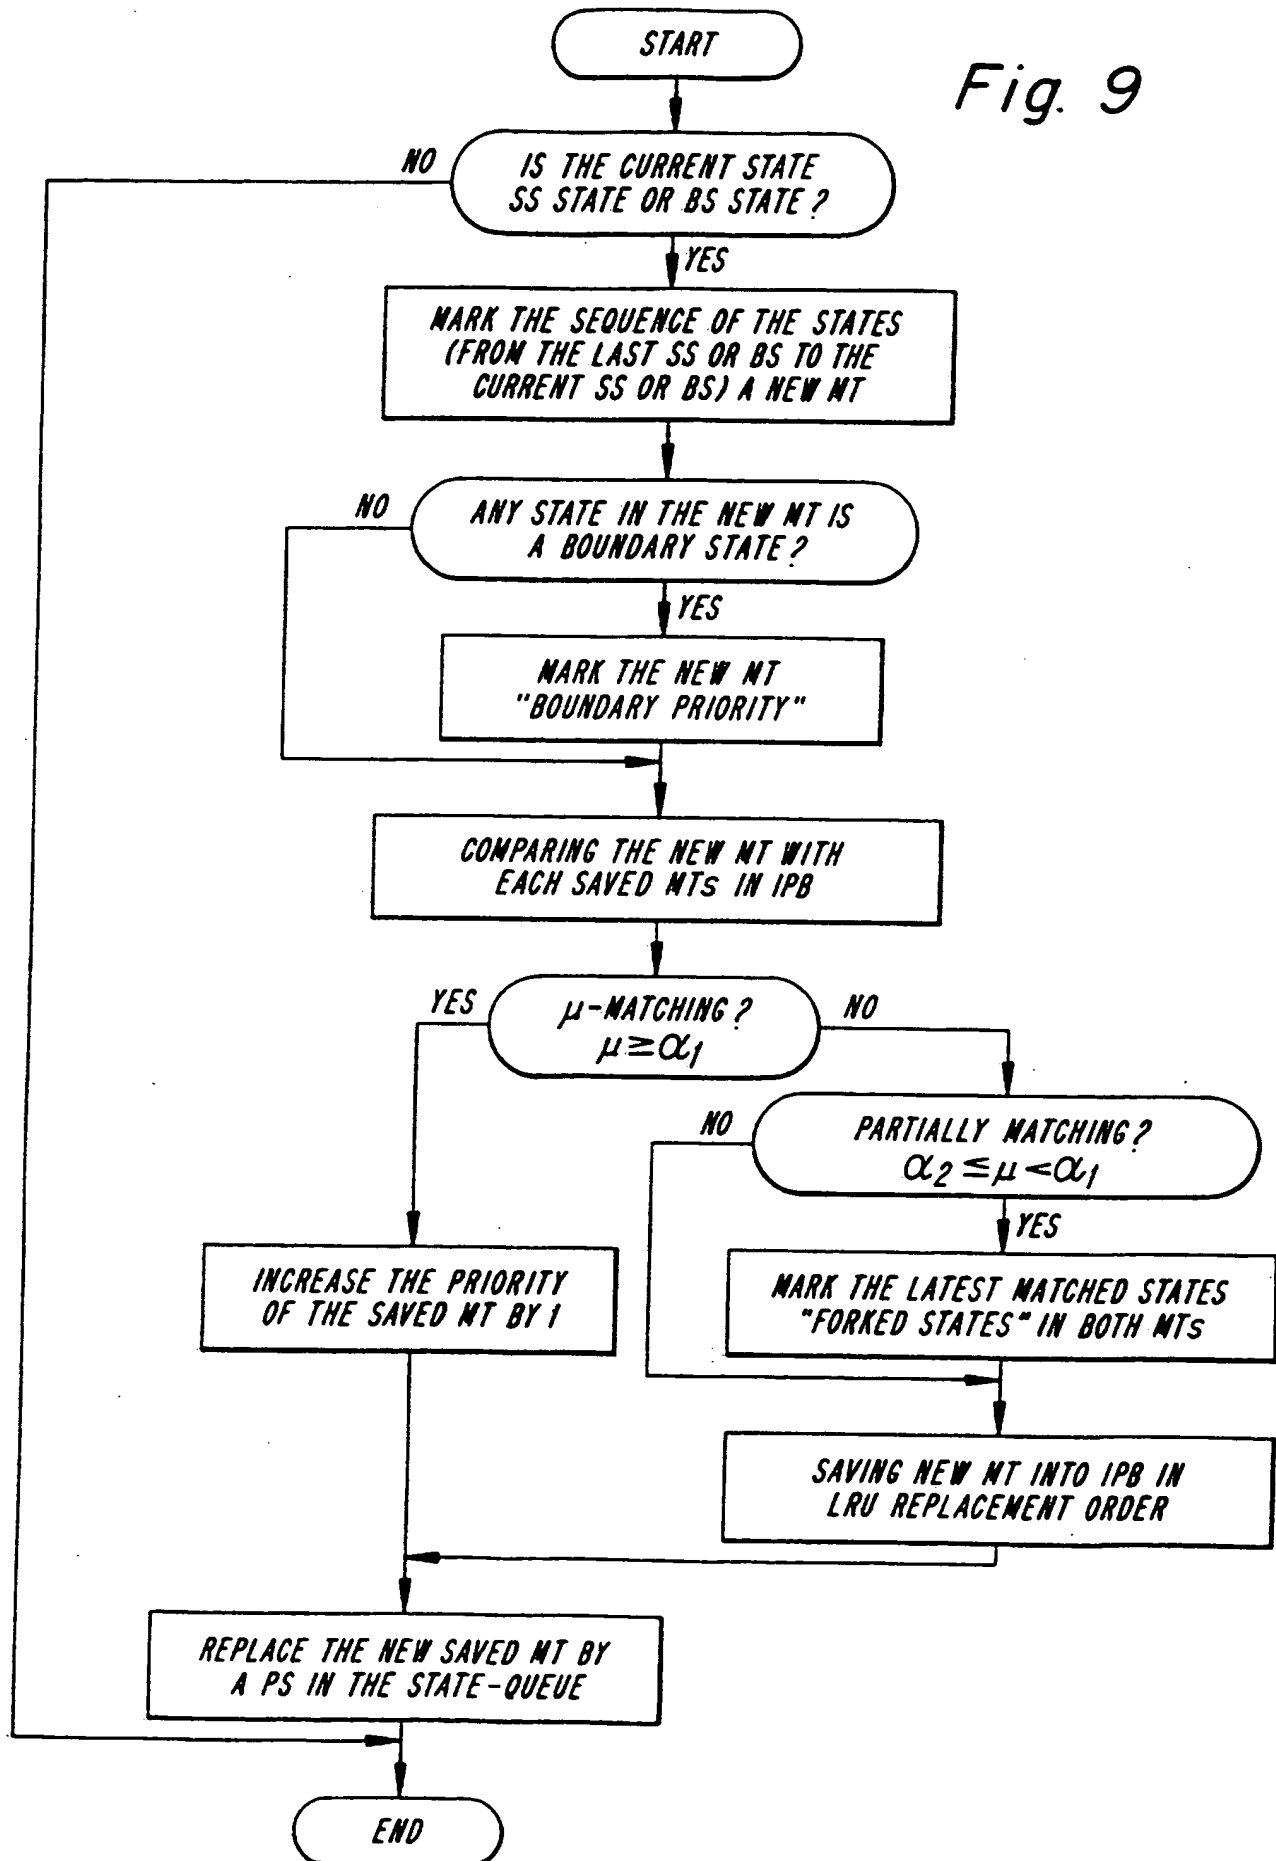 START
Fig. 9
NO
IS THE CURRENT STATE
SS STATE OR BS STATE?
YES
MARK THE SEQUENCE OF THE STATES
(FROM THE LAST SS OR BS TO THE
CURRENT SS OR BS) A NEW MT
NO
ANY STATE IN THE NEW MT IS
A BOUNDARY STATE?
YES
MARK THE NEW MT
"BOUNDARY PRIORITY"
COMPARING THE NEW MT WITH
EACH SAVED MTs IN IPB
YES
μ-MATCHING?
μ≥α1
NO
NO
PARTIALLY MATCHING?
α2≤μ<α1
YES
INCREASE THE PRIORITY
OF THE SAVED MT BY 1
MARK THE LATEST MATCHED STATES
"FORKED STATES" IN BOTH MTs
SAVING NEW MT INTO IPB IN
LRU REPLACEMENT ORDER
REPLACE THE NEW SAVED MT BY
A PS IN THE STATE-QUEUE
END